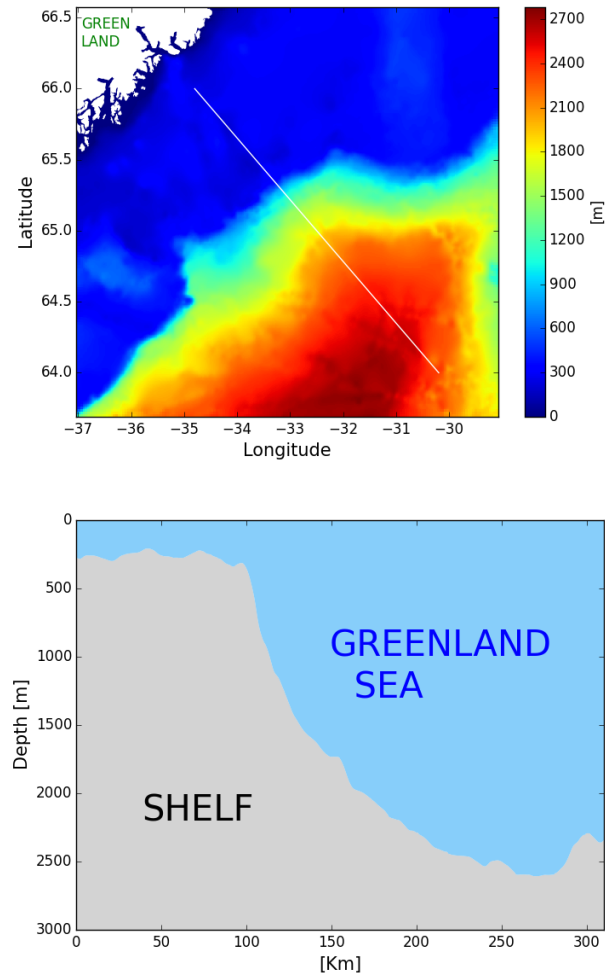 GREEN
LAND
66.5
66.0
65.5
65.0
64.5
64.0
Latitude
−37 −36 −35 −34 −33 −32 −31 −30
Longitude
2700
2400
2100
1800
1500
1200
900
600
300
0
[m]
0
500
1000
1500
2000
2500
3000
Depth [m]
GREENLAND
SEA
SHELF
0 50 100 150 200 250 300
[Km]